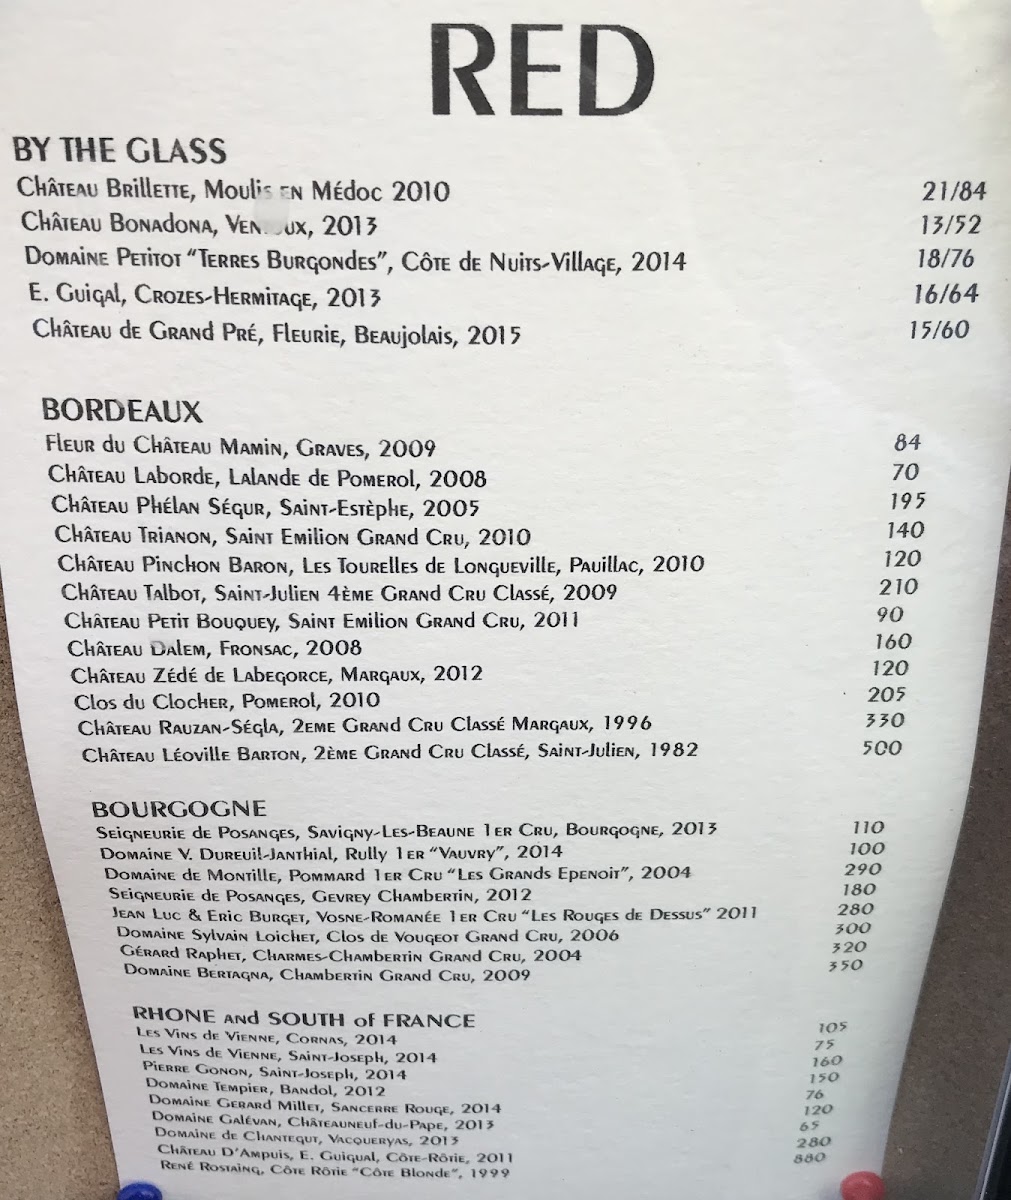 RED
BY THE GLASS
Château Brillette, Moulis en Médoc 2010 21/84
Château Bonadona, 2013 13/52
Domaine Petitot "Terres Burgondes", Côte de Nuits-Village, 2014 18/76
E. Guigal, Crozes-Hermitage, 2013 16/64
Château de Grand Pré, Fleurie, Beaujolais, 2015 15/60
BORDEAUX
Fleur du Château Mamin, Graves, 2009 84
Château Laborde, Lalande de Pomerol, 2008 70
Château Phélan Ségur, Saint-Estèphe, 2005 195
Château Trianon, Saint Emilion Grand Cru, 2010 140
Château Pinchon Baron, Les Tourelles de Longueville, Pauillac, 2010 120
Château Talbot, Saint-Julien 4ème Grand Cru Classé, 2009 210
Château Petit Bouquey, Saint Emilion Grand Cru, 2011 90
Château Dalem, Fronsac, 2008 160
Château Zédé de Labegorce, Margaux, 2012 120
Clos du Clocher, Pomerol, 2010 205
Château Rauzan-Ségla, 2eme Grand Cru Classé Margaux, 1996 330
Château Léoville Barton, 2ème Grand Cru Classé, Saint-Julien, 1982 500
BOURGOGNE
Seigneurie de Posanges, Savigny-Les-Beaune 1er Cru, Bourgogne, 2013 110
Domaine V. Dureuil-Janthial, Rully 1er "Vauvry", 2014 100
Domaine de Montille, Pommard 1er Cru "Les Grands Epenoit", 2004 290
Seigneurie de Posanges, Gevrey Chambertin, 2012 180
Jean Luc & Eric Burget, Vosne-Romanée 1er Cru "Les Rouges de Dessus" 2011 280
Domaine Sylvain Loichet, Clos de Vougeot Grand Cru, 2006 300
Gérard Raphet, Charmes-Chambertin Grand Cru, 2004 320
Domaine Bertagna, Chambertin Grand Cru, 2009 350
RHONE and SOUTH of FRANCE
Les Vins de Vienne, Cornas, 2014 105
Les Vins de Vienne, Saint-Joseph, 2014 75
Pierre Gonon, Saint-Joseph, 2014 160
Domaine Tempier, Bandol, 2012 150
Domaine Gerard Millet, Sancerre Rouge, 2014 76
Domaine Galévan, Châteauneuf-du-Pape, 2013 120
Domaine de Chantegut, Vacqueryas, 2013 65
Château D'Ampuis, E. Guigual, Côte-Rôtie, 2011 280
René Rostaing, Côte Rôtie "Côte Blonde", 1999 880